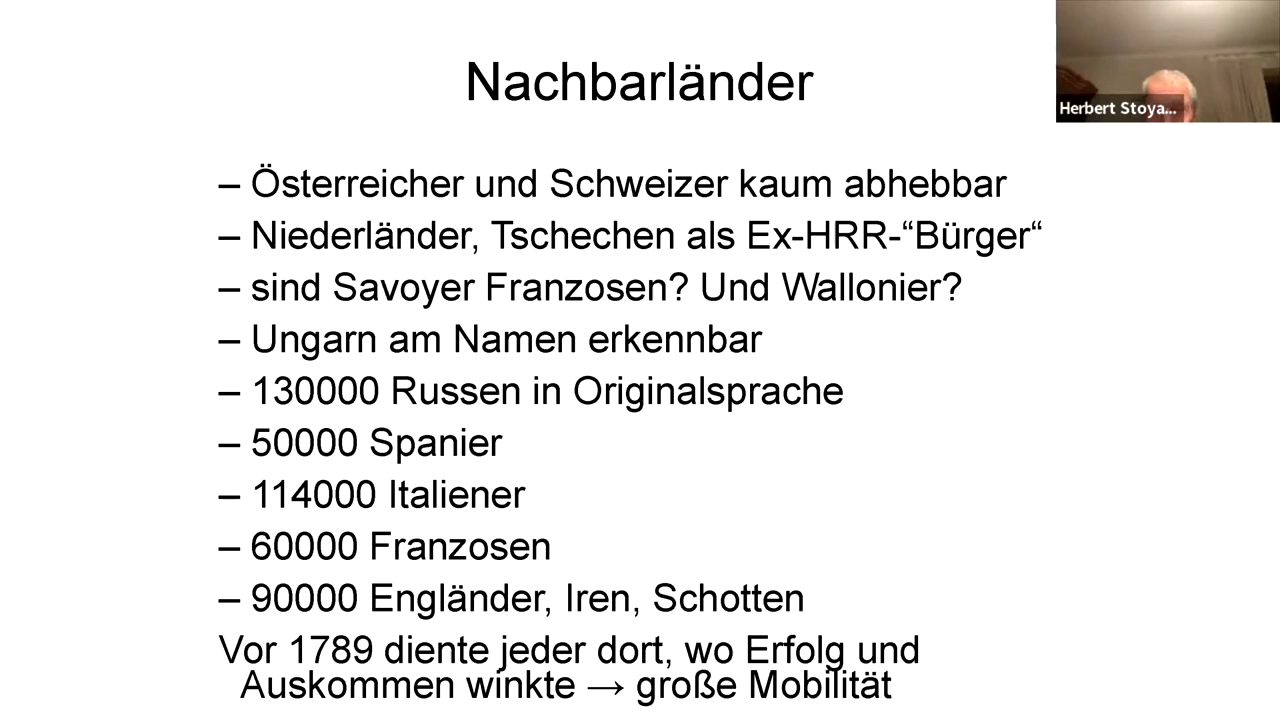 Nachbarländer
Herbert Stoya...
– Österreicher und Schweizer kaum abhebbar
– Niederländer, Tschechen als Ex-HRR-“Bürger“
– sind Savoyer Franzosen? Und Wallonier?
– Ungarn am Namen erkennbar
– 130000 Russen in Originalsprache
– 50000 Spanier
– 114000 Italiener
– 60000 Franzosen
– 90000 Engländer, Iren, Schotten
Vor 1789 diente jeder dort, wo Erfolg und
Auskommen winkte → große Mobilität